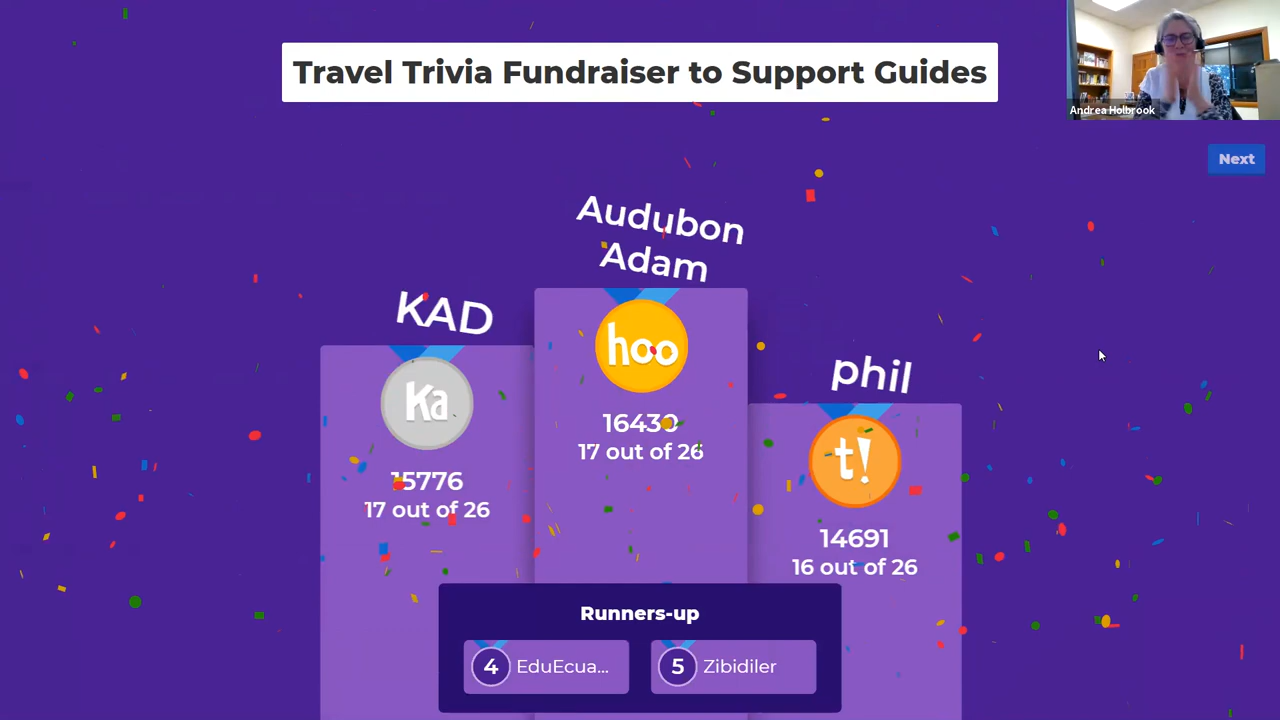 Travel Trivia Fundraiser to Support Guides
Andrea Holbrook
Next
Audubon
Adam
KAD
hoo
phil
Ka
17 out of 26
t!
15776
17 out of 26
14691
16 out of 26
Runners-up
4 EduEcua...
5 Zibidiler